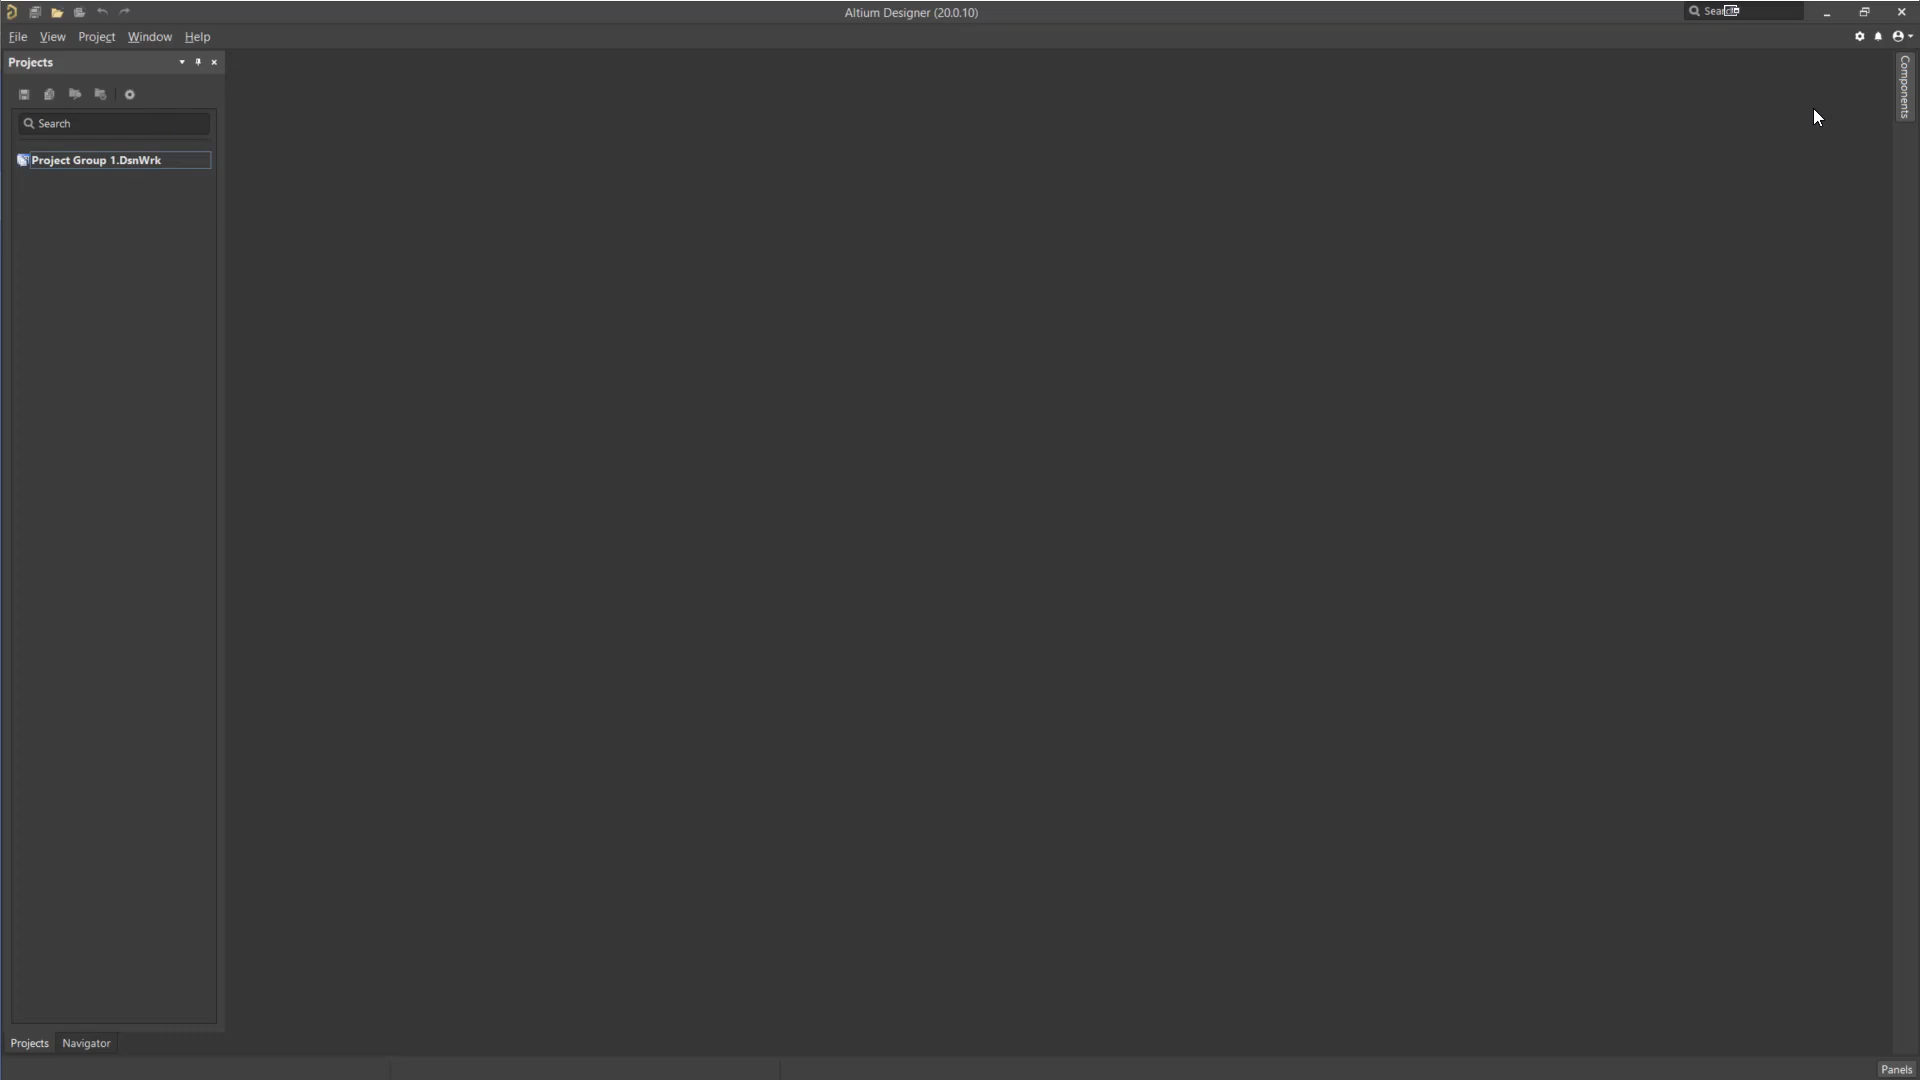 Altium Designer (20.0.10)
File View Project Window Help
Projects
Search
Project Group 1.DsnWrk
Components
Projects Navigator
Panels